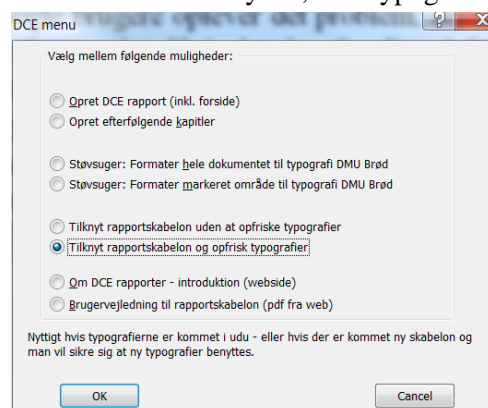 DCE menu
Vælg mellem følgende muligheder:
Opret DCE rapport (inkl. forside)
Opret efterfølgende kapitler
Støvsuger: Formater hele dokumentet til typografi DMU Brød
Støvsuger: Formater markeret område til typografi DMU Brød
Tilknyt rapportskabelon uden at opfriske typografier
Tilknyt rapportskabelon og opfrisk typografier
Om DCE rapporter - introduktion (webside)
Brugervejledning til rapportskabelon (pdf fra web)
Nyttigt hvis typografierne er kommet i udu - eller hvis der er kommet ny skabelon og
man vil sikre sig at ny typografier benyttes.
OK Cancel